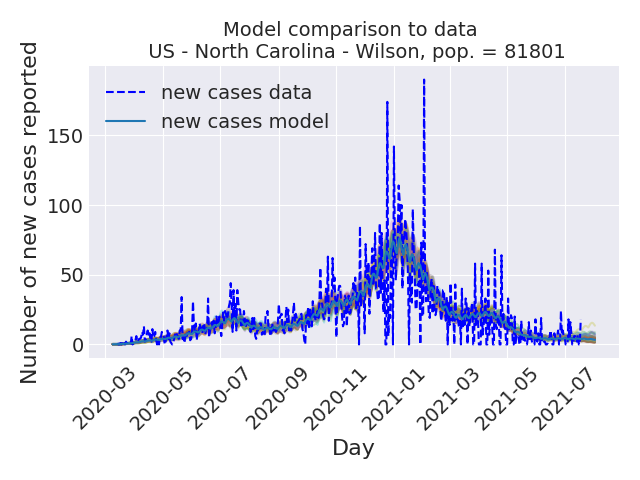 Model comparison to data
US - North Carolina - Wilson, pop. = 81801
new cases data
new cases model
Number of new cases reported
150
100
50
0
2020-03
2020-05
2020-07
2020-09
2020-11
2021-01
2021-03
2021-05
2021-07
Day